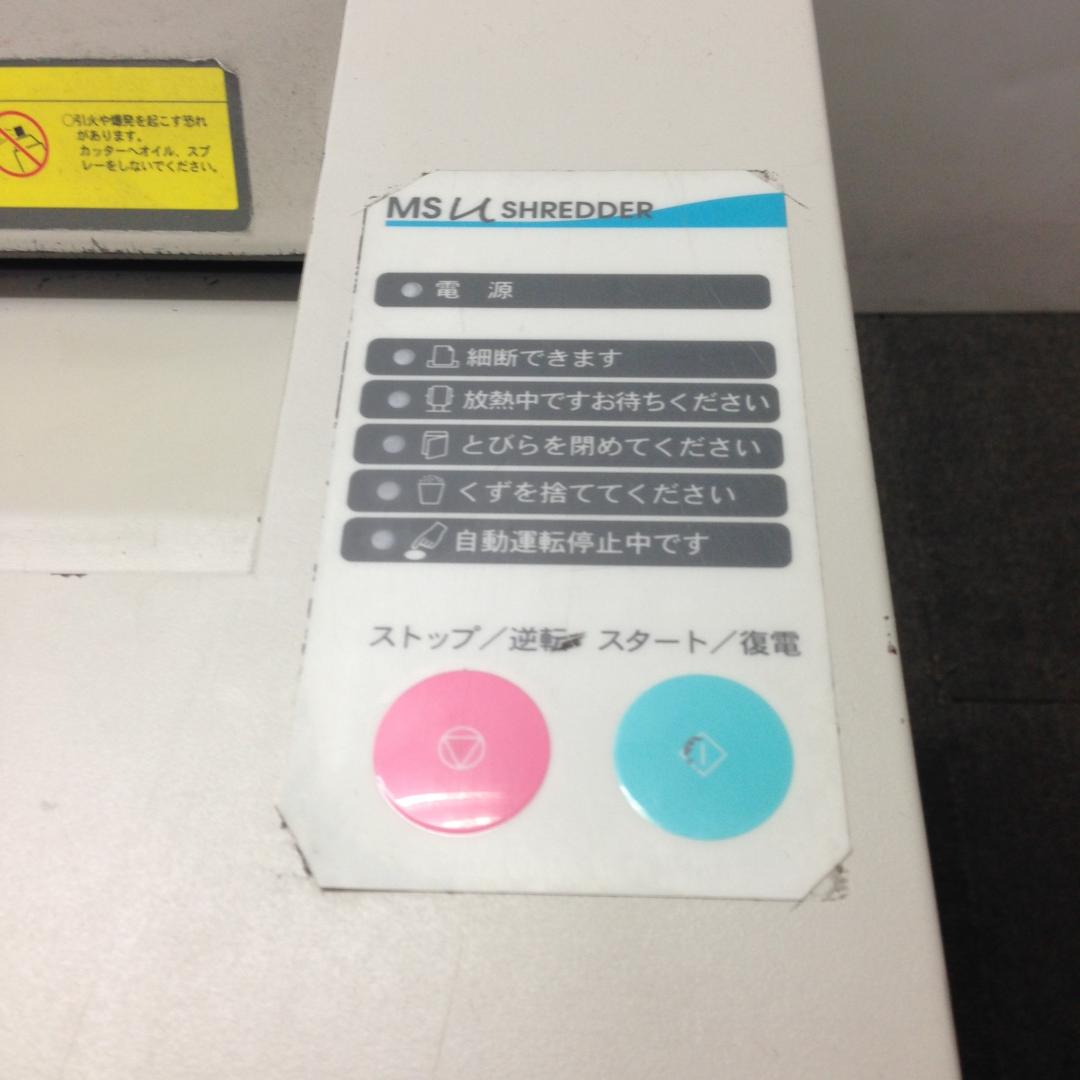 ○引火や爆発を起こす恐れ
があります。
カッターへオイル、スプ
レーをしないでください。
MS μ SHREDDER
電 源
細断できます
放熱中ですお待ちください
とびらを閉めてください
くずを捨ててください
自動運転停止中です
ストップ／逆転 スタート／復電